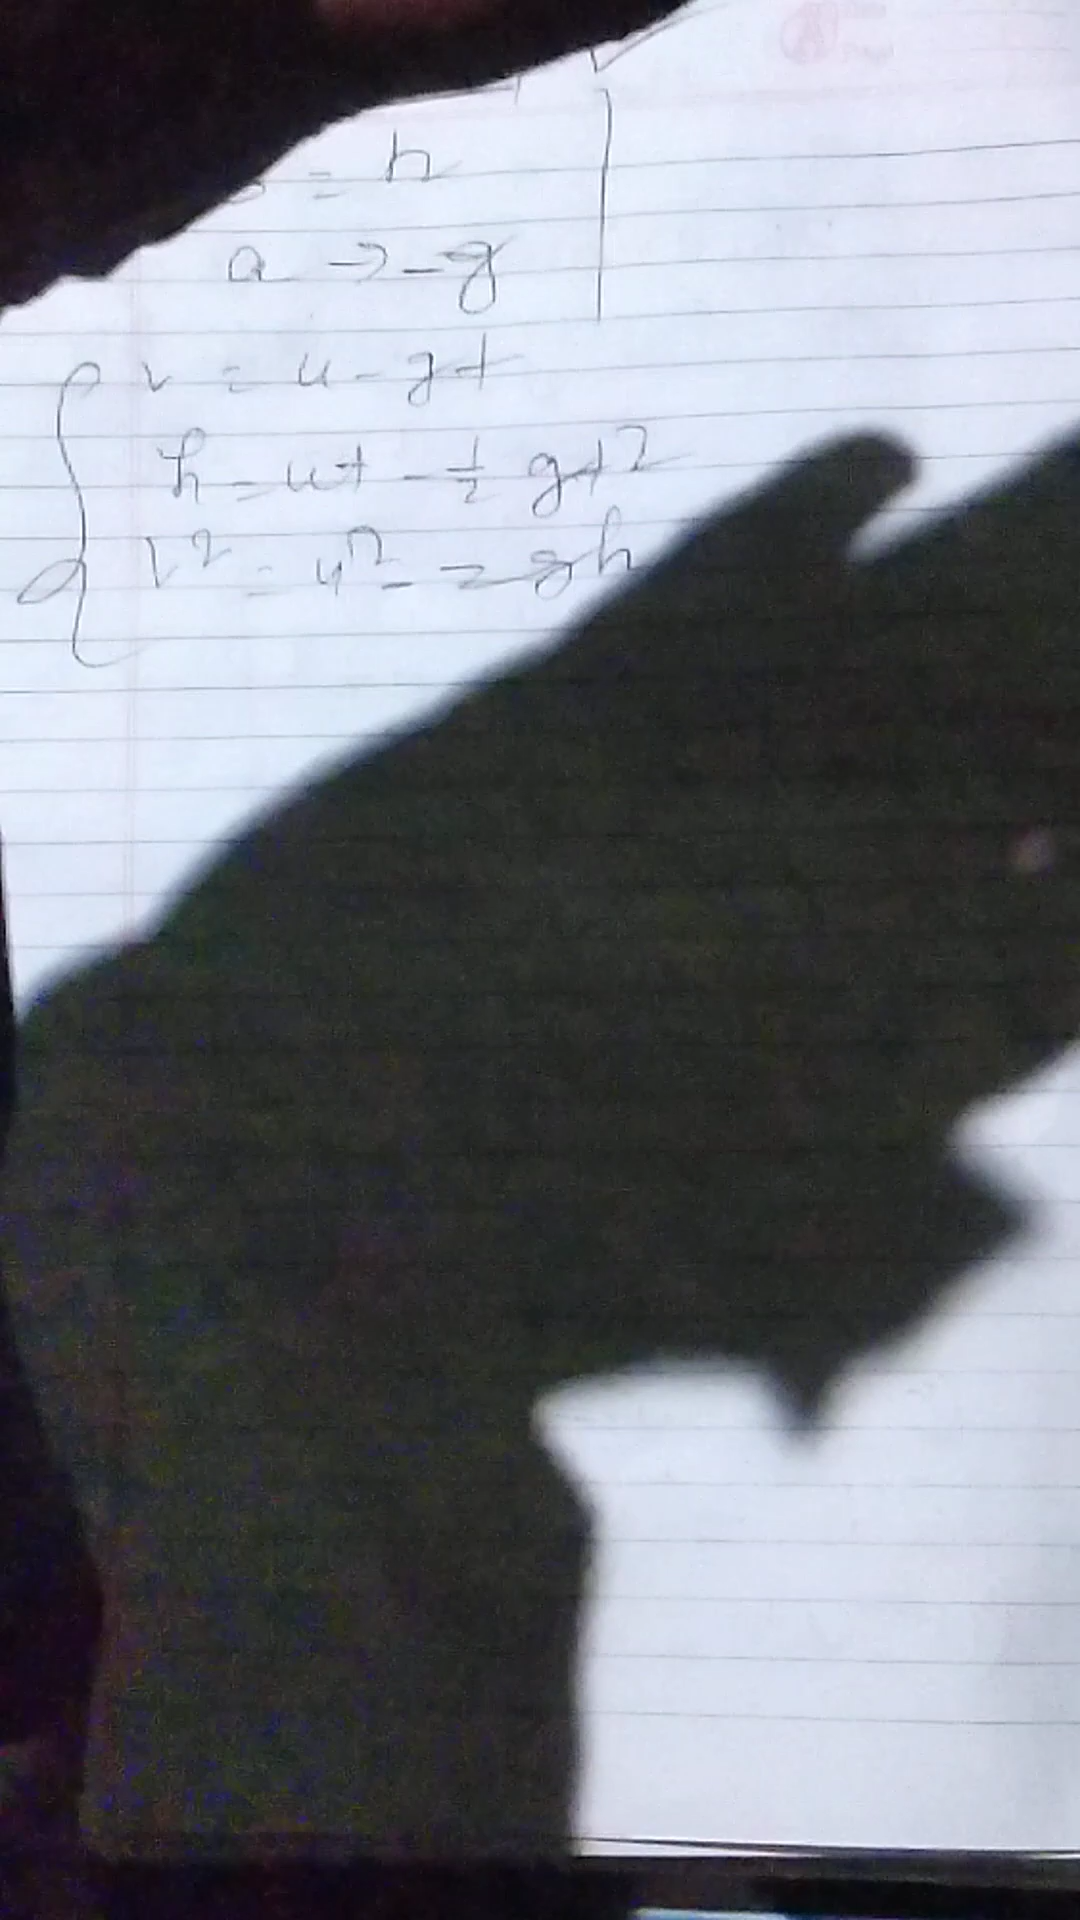 = h
a → -g
v = u - gt
h = ut - 1/2 gt2
v2 = u2 - 2gh